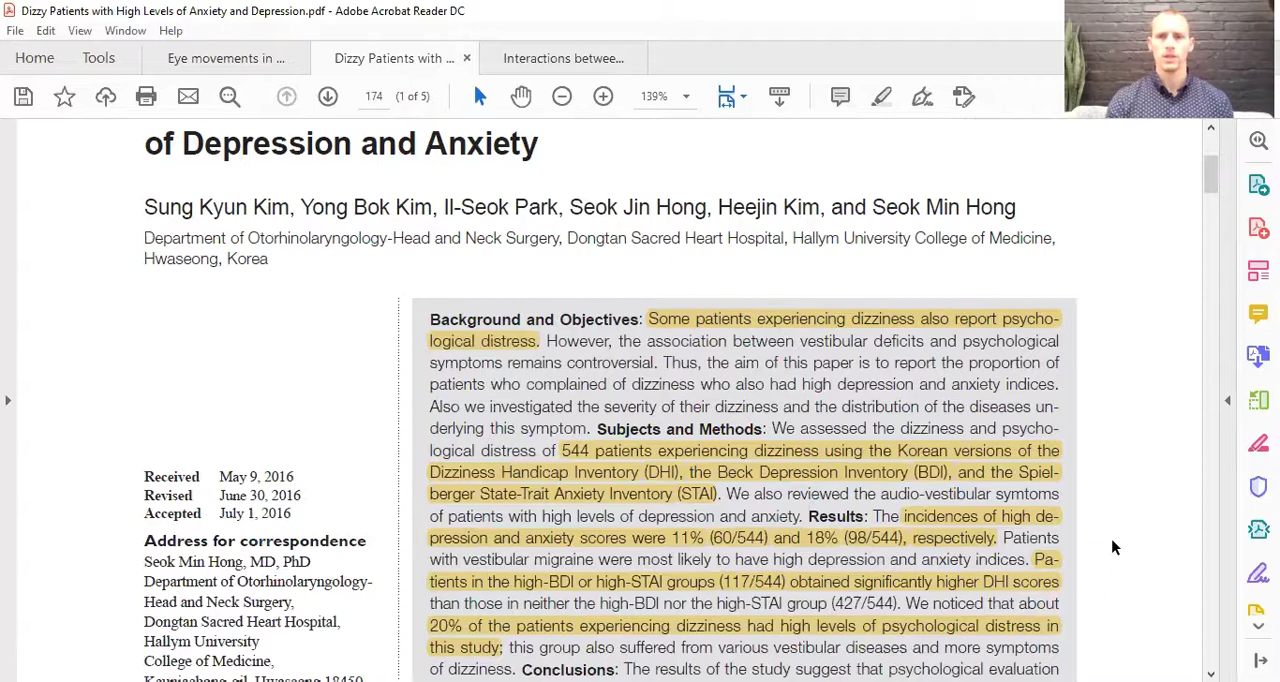 Dizzy Patients with High Levels of Anxiety and Depression.pdf - Adobe Acrobat Reader DC
File Edit View Window Help
Home Tools Eye movements in ... Dizzy Patients with ... × Interactions betwee...
174 (1 of 5) 139%
of Depression and Anxiety
Sung Kyun Kim, Yong Bok Kim, Il-Seok Park, Seok Jin Hong, Heejin Kim, and Seok Min Hong
Department of Otorhinolaryngology-Head and Neck Surgery, Dongtan Sacred Heart Hospital, Hallym University College of Medicine,
Hwaseong, Korea
Received May 9, 2016
Revised June 30, 2016
Accepted July 1, 2016
Address for correspondence
Seok Min Hong, MD, PhD
Department of Otorhinolaryngology-
Head and Neck Surgery,
Dongtan Sacred Heart Hospital,
Hallym University
College of Medicine,
Background and Objectives: Some patients experiencing dizziness also report psycho-
logical distress. However, the association between vestibular deficits and psychological
symptoms remains controversial. Thus, the aim of this paper is to report the proportion of
patients who complained of dizziness who also had high depression and anxiety indices.
Also we investigated the severity of their dizziness and the distribution of the diseases un-
derlying this symptom. Subjects and Methods: We assessed the dizziness and psycho-
logical distress of 544 patients experiencing dizziness using the Korean versions of the
Dizziness Handicap Inventory (DHI), the Beck Depression Inventory (BDI), and the Spiel-
berger State-Trait Anxiety Inventory (STAI). We also reviewed the audio-vestibular symtoms
of patients with high levels of depression and anxiety. Results: The incidences of high de-
pression and anxiety scores were 11% (60/544) and 18% (98/544), respectively. Patients
with vestibular migraine were most likely to have high depression and anxiety indices. Pa-
tients in the high-BDI or high-STAI groups (117/544) obtained significantly higher DHI scores
than those in neither the high-BDI nor the high-STAI group (427/544). We noticed that about
20% of the patients experiencing dizziness had high levels of psychological distress in
this study; this group also suffered from various vestibular diseases and more symptoms
of dizziness. Conclusions: The results of the study suggest that psychological evaluation